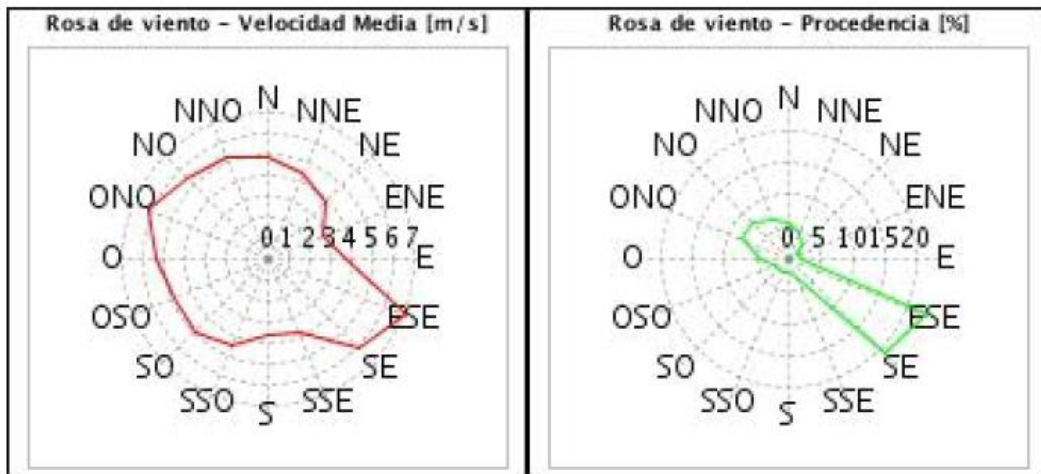 Rosa de viento - Velocidad Media [m/s]
N
NNO NNE
NO NE
ONO ENE
0 1 2 3 4 5 6 7
O E
OSO ESE
SO SE
SSO SSE
S
Rosa de viento - Procedencia [%]
N
NNO NNE
NO NE
ONO ENE
0 5 10 15 20
O E
OSO ESE
SO SE
SSO SSE
S